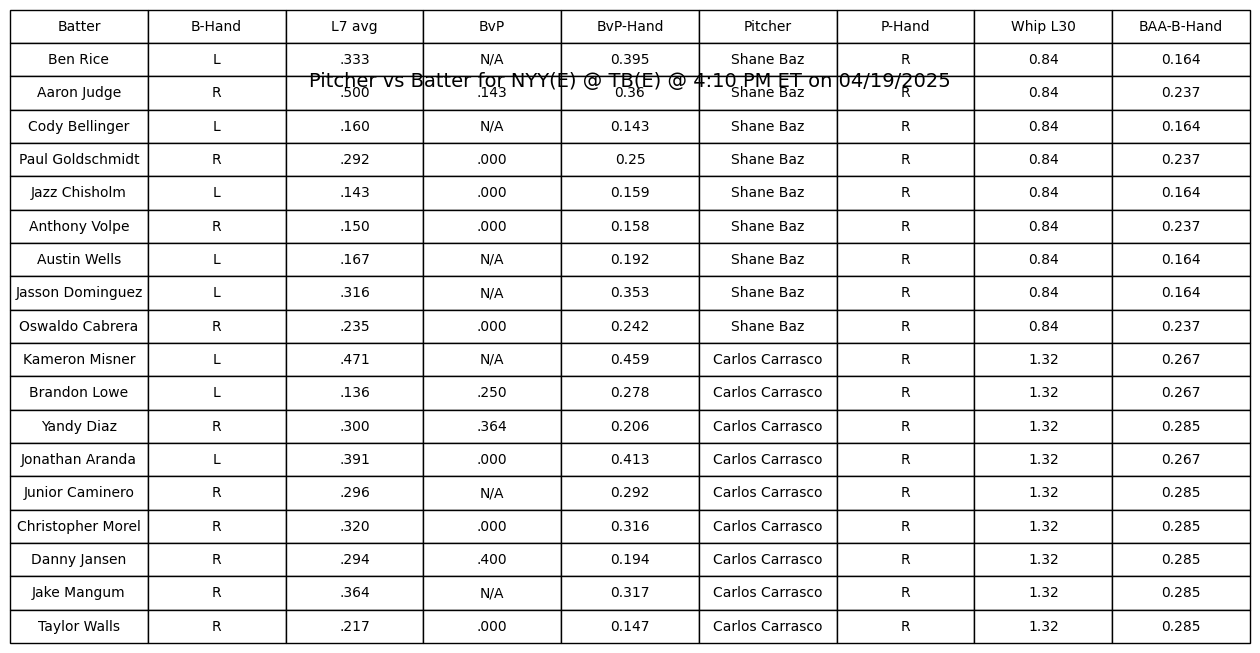 Batter B-Hand L7 avg BvP BvP-Hand Pitcher P-Hand Whip L30 BAA-B-Hand
Ben Rice L .333 N/A 0.395 Shane Baz R 0.84 0.164
Pitcher vs Batter for NYY(E) @ TB(E) @ 4:10 PM ET on 04/19/2025
Aaron Judge R .500 .143 0.36 Shane Baz R 0.84 0.237
Cody Bellinger L .160 N/A 0.143 Shane Baz R 0.84 0.164
Paul Goldschmidt R .292 .000 0.25 Shane Baz R 0.84 0.237
Jazz Chisholm L .143 .000 0.159 Shane Baz R 0.84 0.164
Anthony Volpe R .150 .000 0.158 Shane Baz R 0.84 0.237
Austin Wells L .167 N/A 0.192 Shane Baz R 0.84 0.164
Jasson Dominguez L .316 N/A 0.353 Shane Baz R 0.84 0.164
Oswaldo Cabrera R .235 .000 0.242 Shane Baz R 0.84 0.237
Kameron Misner L .471 N/A 0.459 Carlos Carrasco R 1.32 0.267
Brandon Lowe L .136 .250 0.278 Carlos Carrasco R 1.32 0.267
Yandy Diaz R .300 .364 0.206 Carlos Carrasco R 1.32 0.285
Jonathan Aranda L .391 .000 0.413 Carlos Carrasco R 1.32 0.267
Junior Caminero R .296 N/A 0.292 Carlos Carrasco R 1.32 0.285
Christopher Morel R .320 .000 0.316 Carlos Carrasco R 1.32 0.285
Danny Jansen R .294 .400 0.194 Carlos Carrasco R 1.32 0.285
Jake Mangum R .364 N/A 0.317 Carlos Carrasco R 1.32 0.285
Taylor Walls R .217 .000 0.147 Carlos Carrasco R 1.32 0.285